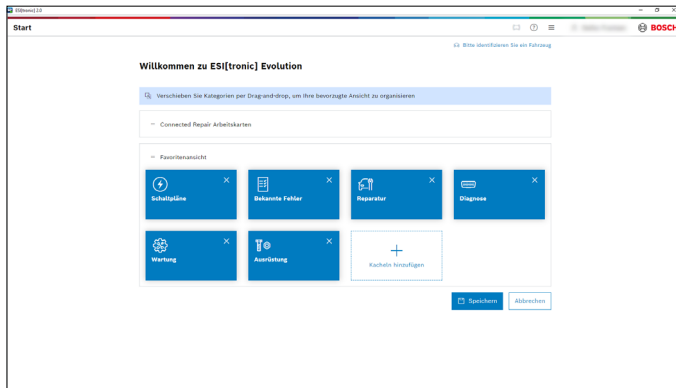 ESI[tronic] 2.0
Start
BOSCH
Bitte identifizieren Sie ein Fahrzeug
Willkommen zu ESI[tronic] Evolution
Verschieben Sie Kategorien per Drag-and-drop, um Ihre bevorzugte Ansicht zu organisieren
Connected Repair Arbeitskarten
Favoritenansicht
Schaltpläne
Bekannte Fehler
Reparatur
Diagnose
Wartung
Ausrüstung
Kacheln hinzufügen
Speichern
Abbrechen